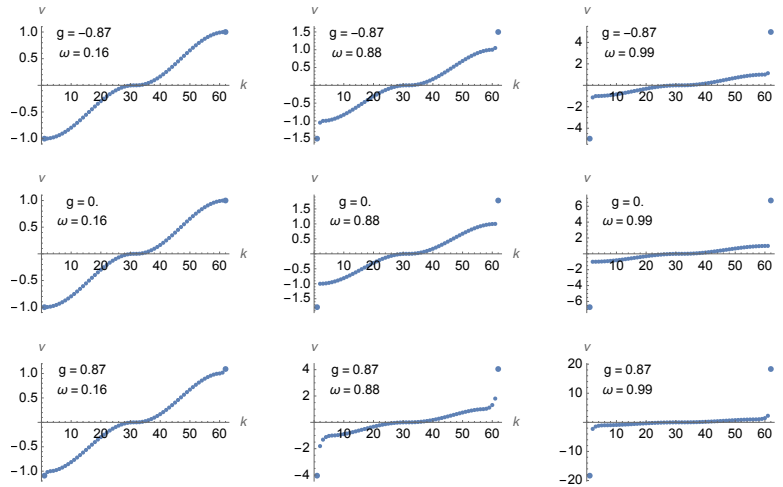 v v v
g = −0.87 g = −0.87 g = −0.87
ω = 0.16 ω = 0.88 ω = 0.99
1.0 0.5 −0.5 −1.0 10 20 30 40 50 60 k
1.5 1.0 0.5 −0.5 −1.0 −1.5 10 20 30 40 50 60 k
4 2 −2 −4 10 20 30 40 50 60 k
v v v
g = 0. g = 0. g = 0.
ω = 0.16 ω = 0.88 ω = 0.99
1.0 0.5 −0.5 −1.0 10 20 30 40 50 60 k
1.5 1.0 0.5 −0.5 −1.0 −1.5 10 20 30 40 50 60 k
6 4 2 −2 −4 −6 10 20 30 40 50 60 k
v v v
g = 0.87 g = 0.87 g = 0.87
ω = 0.16 ω = 0.88 ω = 0.99
1.0 0.5 −0.5 −1.0 10 20 30 40 50 60 k
4 2 −2 −4 10 20 30 40 50 60 k
20 10 −10 −20 10 20 30 40 50 60 k